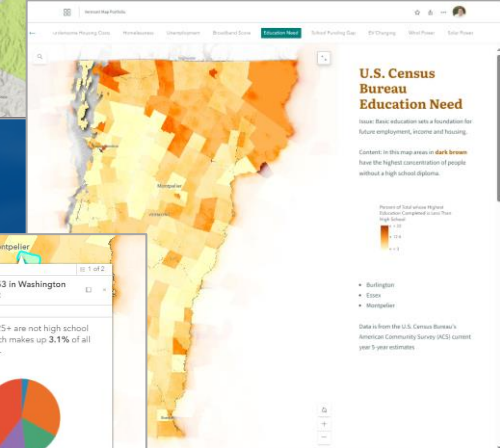 Vermont Map Portfolio
Housing Costs
Homelessness
Unemployment
Broadband Score
Education Need
School Funding Gap
EV Charging
Wind Power
Solar Power
U.S. Census
Bureau
Education Need
Issue: Basic education sets a foundation for
future employment, income and housing.
Content: In this map areas in dark brown
have the highest concentration of people
without a high school diploma.
Percent of Total whose Highest
Education Completed is Less Than
High School
Burlington
Essex
Montpelier
Data is from the U.S. Census Bureau's
American Community Survey (ACS) current
year 5-year estimates
Montpelier
ntpelier
1 of 2
53 in Washington
25+ are not high school
ch makes up 3.1% of all